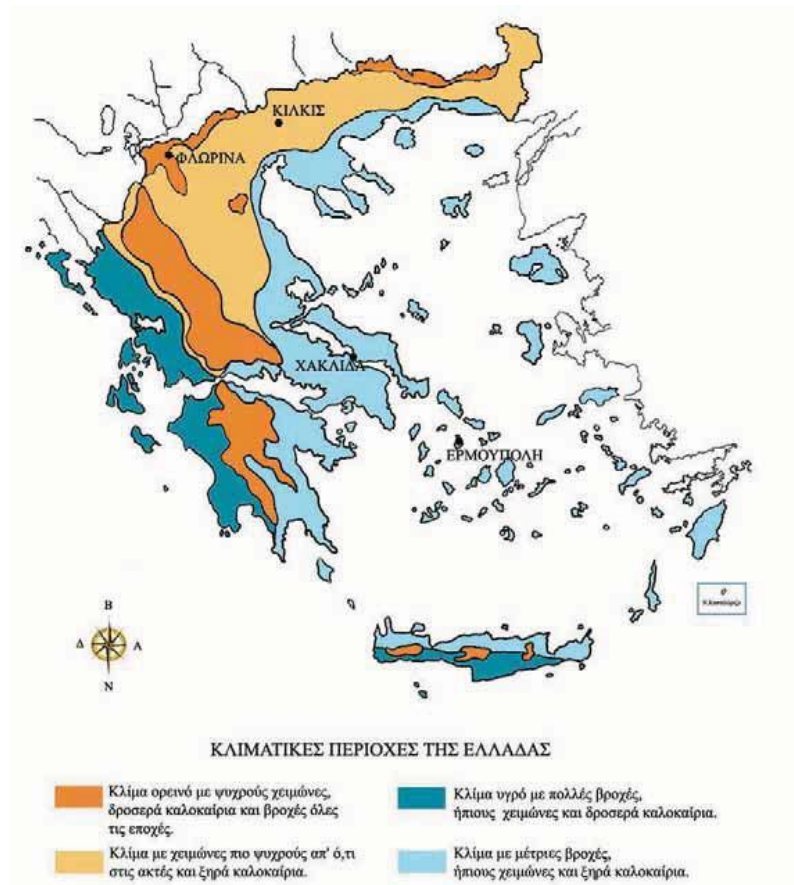 ΚΙΛΚΙΣ
ΦΛΩΡΙΝΑ
ΧΑΚΛΙΔΑ
ΕΡΜΟΥΠΟΛΗ
Β
Δ Α
Ν
ΚΛΙΜΑΤΙΚΕΣ ΠΕΡΙΟΧΕΣ ΤΗΣ ΕΛΛΑΔΑΣ
Κλίμα ορεινό με ψυχρούς χειμώνες,
δροσερά καλοκαίρια και βροχές όλες
τις εποχές.
Κλίμα με χειμώνες πιο ψυχρούς απ' ό,τι
στις ακτές και ξηρά καλοκαίρια.
Κλίμα υγρό με πολλές βροχές,
ήπιους χειμώνες και δροσερά καλοκαίρια.
Κλίμα με μέτριες βροχές,
ήπιους χειμώνες και ξηρά καλοκαίρια.